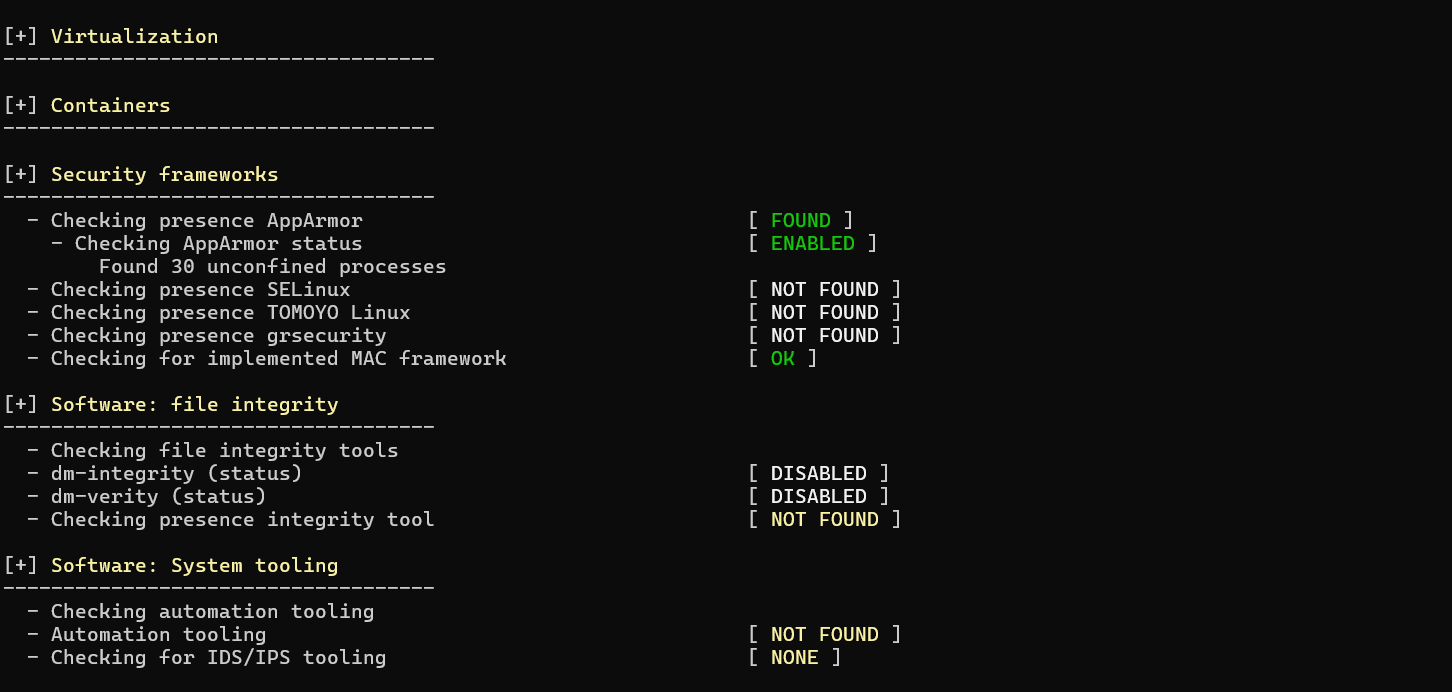 [+] Virtualization
------------------------------------
[+] Containers
------------------------------------
[+] Security frameworks
------------------------------------
- Checking presence AppArmor [ FOUND ]
- Checking AppArmor status [ ENABLED ]
Found 30 unconfined processes
- Checking presence SELinux [ NOT FOUND ]
- Checking presence TOMOYO Linux [ NOT FOUND ]
- Checking presence grsecurity [ NOT FOUND ]
- Checking for implemented MAC framework [ OK ]
[+] Software: file integrity
------------------------------------
- Checking file integrity tools
- dm-integrity (status) [ DISABLED ]
- dm-verity (status) [ DISABLED ]
- Checking presence integrity tool [ NOT FOUND ]
[+] Software: System tooling
------------------------------------
- Checking automation tooling
- Automation tooling [ NOT FOUND ]
- Checking for IDS/IPS tooling [ NONE ]